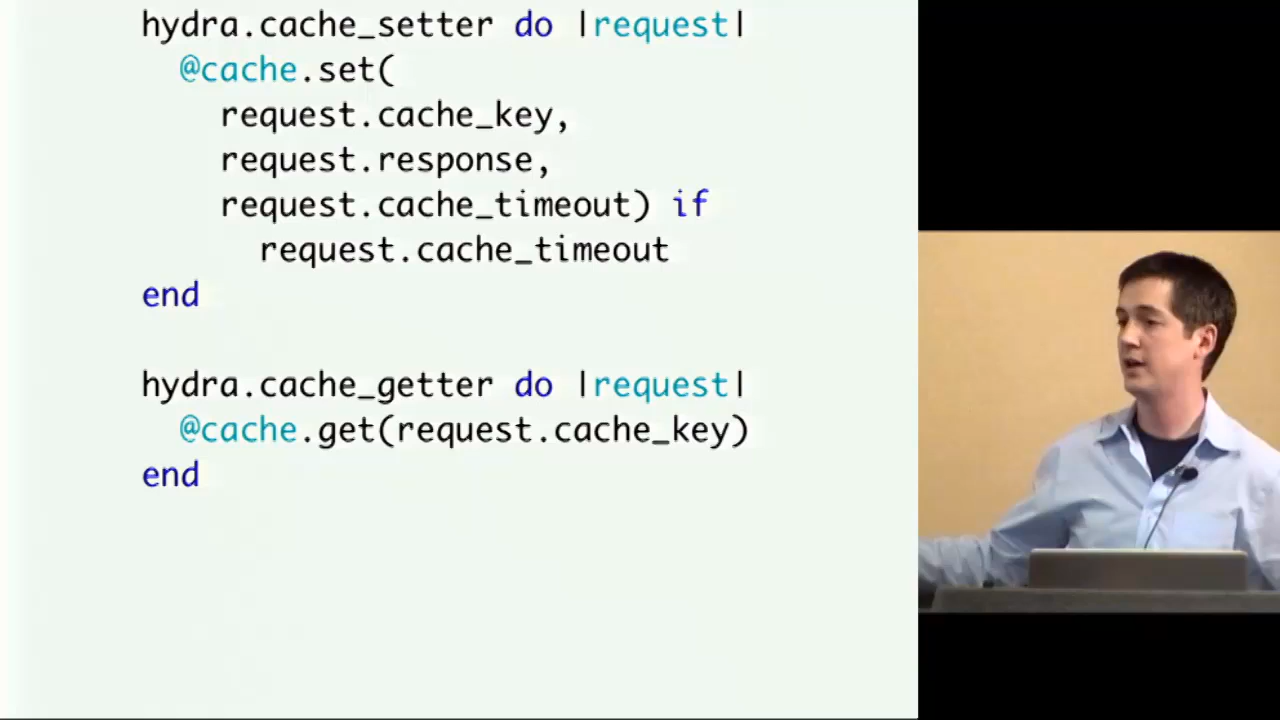 hydra.cache_setter do |request|
  @cache.set(
    request.cache_key,
    request.response,
    request.cache_timeout) if
      request.cache_timeout
end

hydra.cache_getter do |request|
  @cache.get(request.cache_key)
end